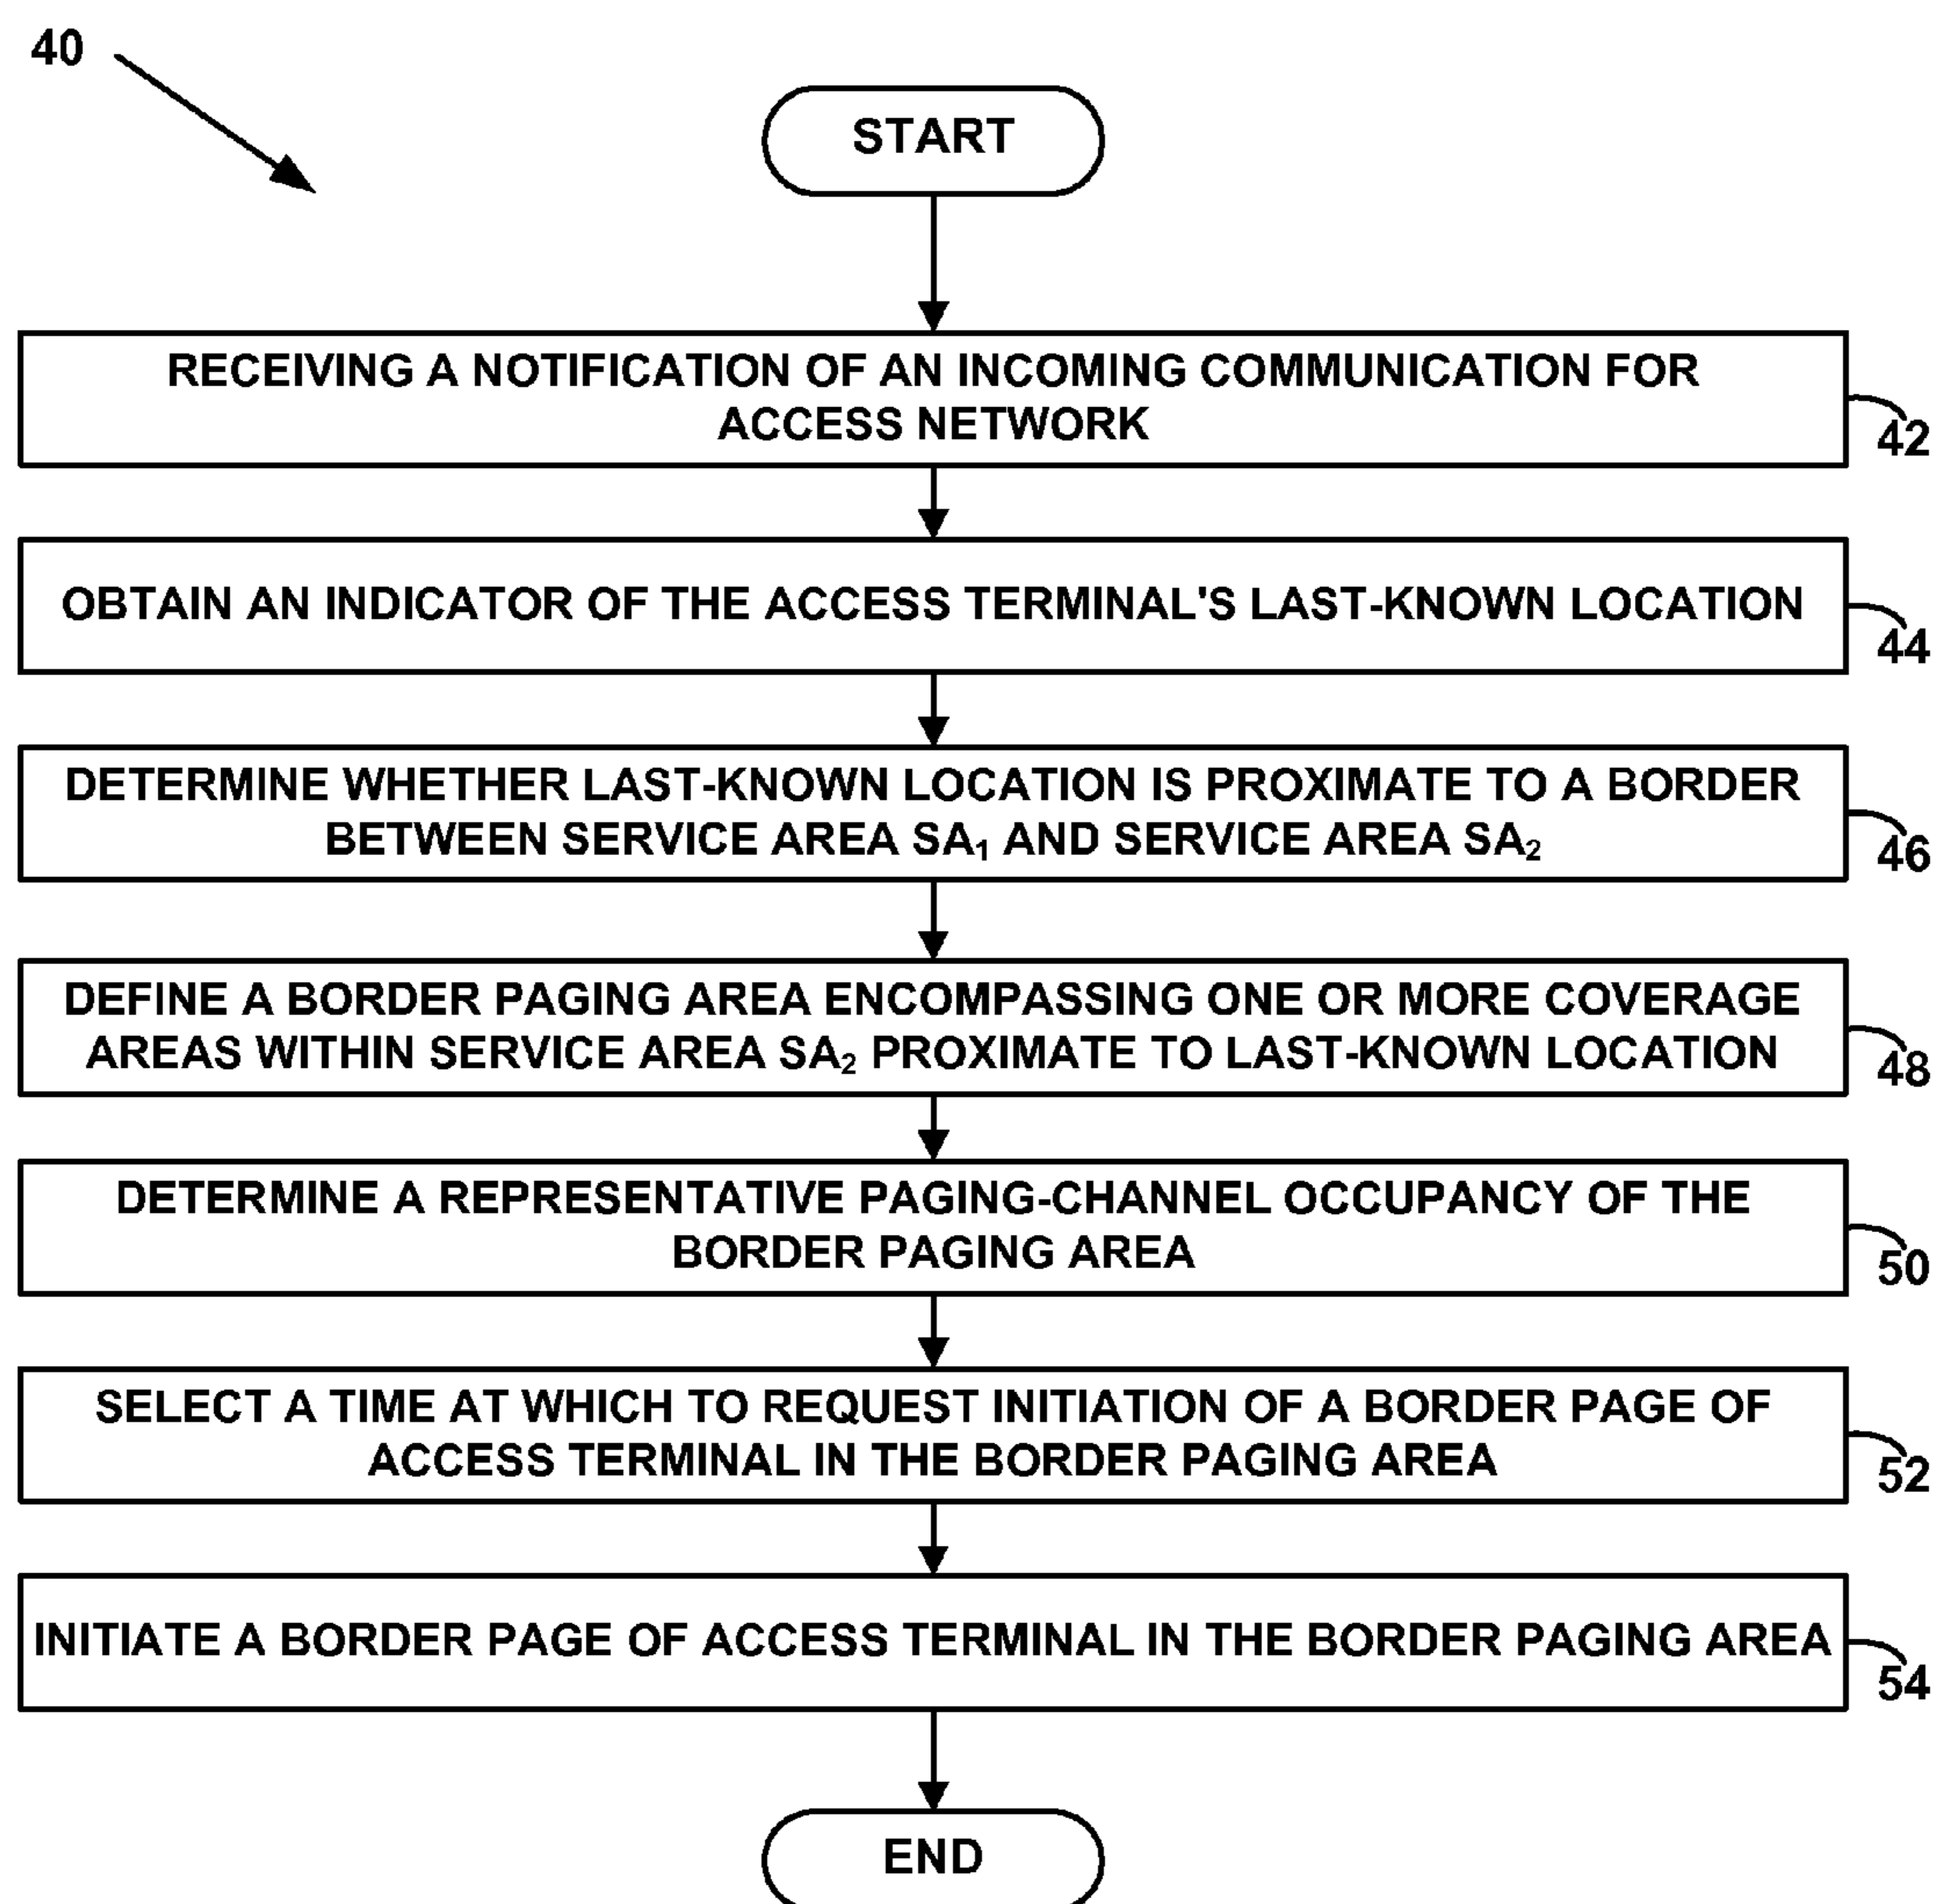 40
START
RECEIVING A NOTIFICATION OF AN INCOMING COMMUNICATION FOR
ACCESS NETWORK
42
OBTAIN AN INDICATOR OF THE ACCESS TERMINAL'S LAST-KNOWN LOCATION
44
DETERMINE WHETHER LAST-KNOWN LOCATION IS PROXIMATE TO A BORDER
BETWEEN SERVICE AREA SA₁ AND SERVICE AREA SA₂
46
DEFINE A BORDER PAGING AREA ENCOMPASSING ONE OR MORE COVERAGE
AREAS WITHIN SERVICE AREA SA₂ PROXIMATE TO LAST-KNOWN LOCATION
48
DETERMINE A REPRESENTATIVE PAGING-CHANNEL OCCUPANCY OF THE
BORDER PAGING AREA
50
SELECT A TIME AT WHICH TO REQUEST INITIATION OF A BORDER PAGE OF
ACCESS TERMINAL IN THE BORDER PAGING AREA
52
INITIATE A BORDER PAGE OF ACCESS TERMINAL IN THE BORDER PAGING AREA
54
END